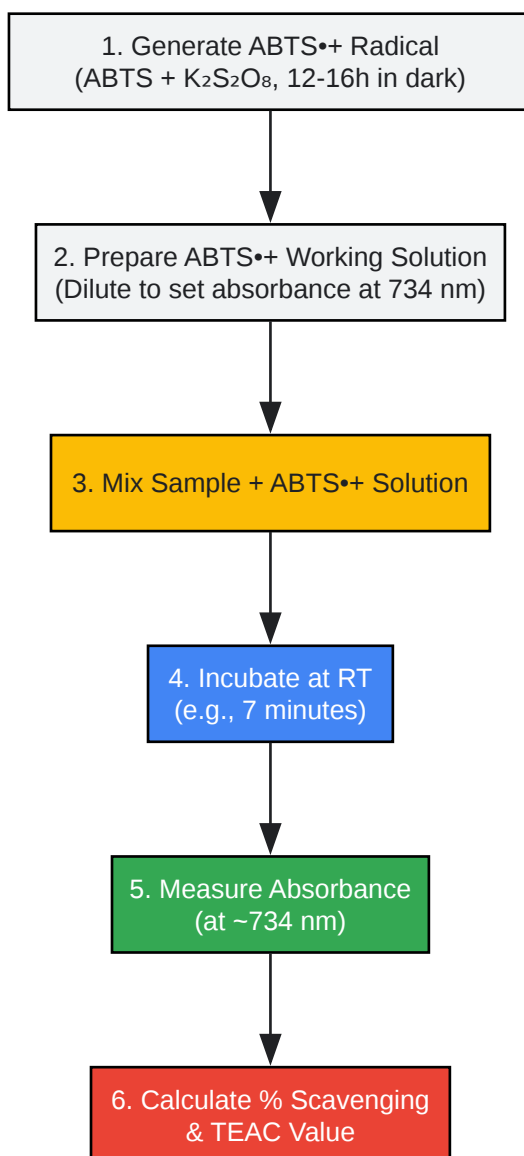 1. Generate ABTS•+ Radical
(ABTS + K₂S₂O₈, 12-16h in dark)
2. Prepare ABTS•+ Working Solution
(Dilute to set absorbance at 734 nm)
3. Mix Sample + ABTS•+ Solution
4. Incubate at RT
(e.g., 7 minutes)
5. Measure Absorbance
(at ~734 nm)
6. Calculate % Scavenging
& TEAC Value